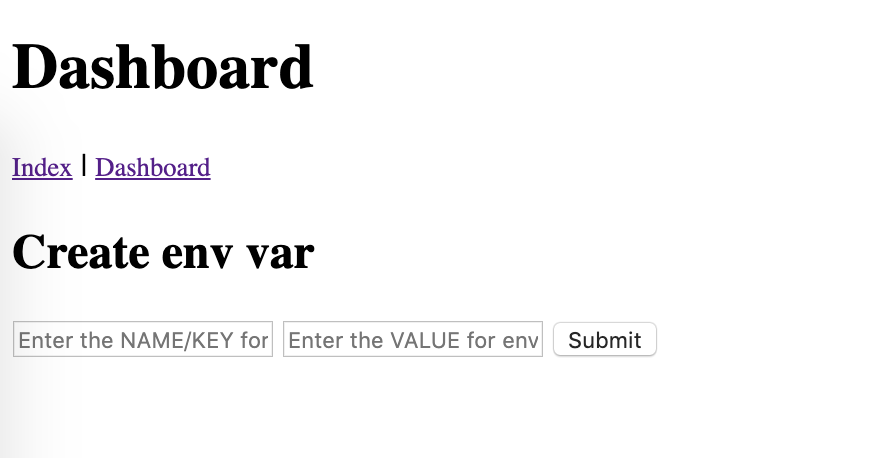 Dashboard
Index | Dashboard
Create env var
Enter the NAME/KEY for Enter the VALUE for env Submit